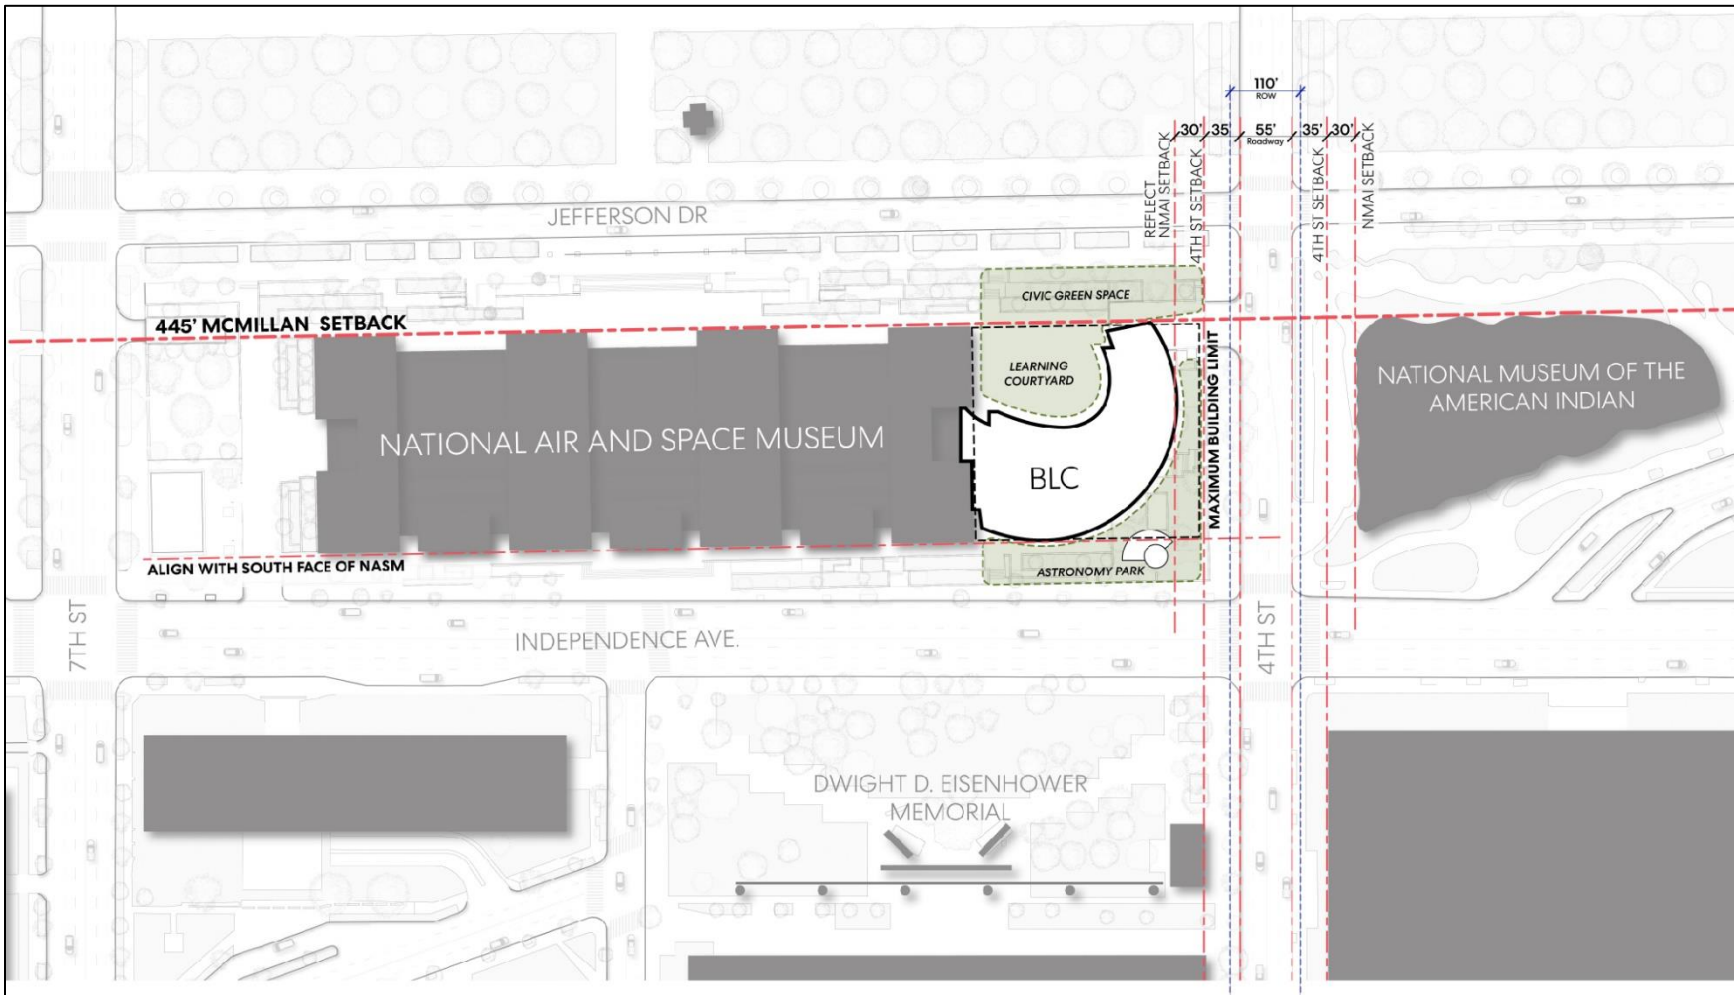 110'
ROW
30'
35'
55'
Roadway
35'
30'
REFLECT
NMAI SETBACK
4TH ST SETBACK
4TH ST SETBACK
NMAI SETBACK
JEFFERSON DR
CIVIC GREEN SPACE
445' MCMILLAN SETBACK
LEARNING
COURTYARD
MAXIMUM BUILDING LIMIT
NATIONAL MUSEUM OF THE
AMERICAN INDIAN
NATIONAL AIR AND SPACE MUSEUM
BLC
ALIGN WITH SOUTH FACE OF NASM
ASTRONOMY PARK
7TH ST
INDEPENDENCE AVE.
4TH ST
DWIGHT D. EISENHOWER
MEMORIAL